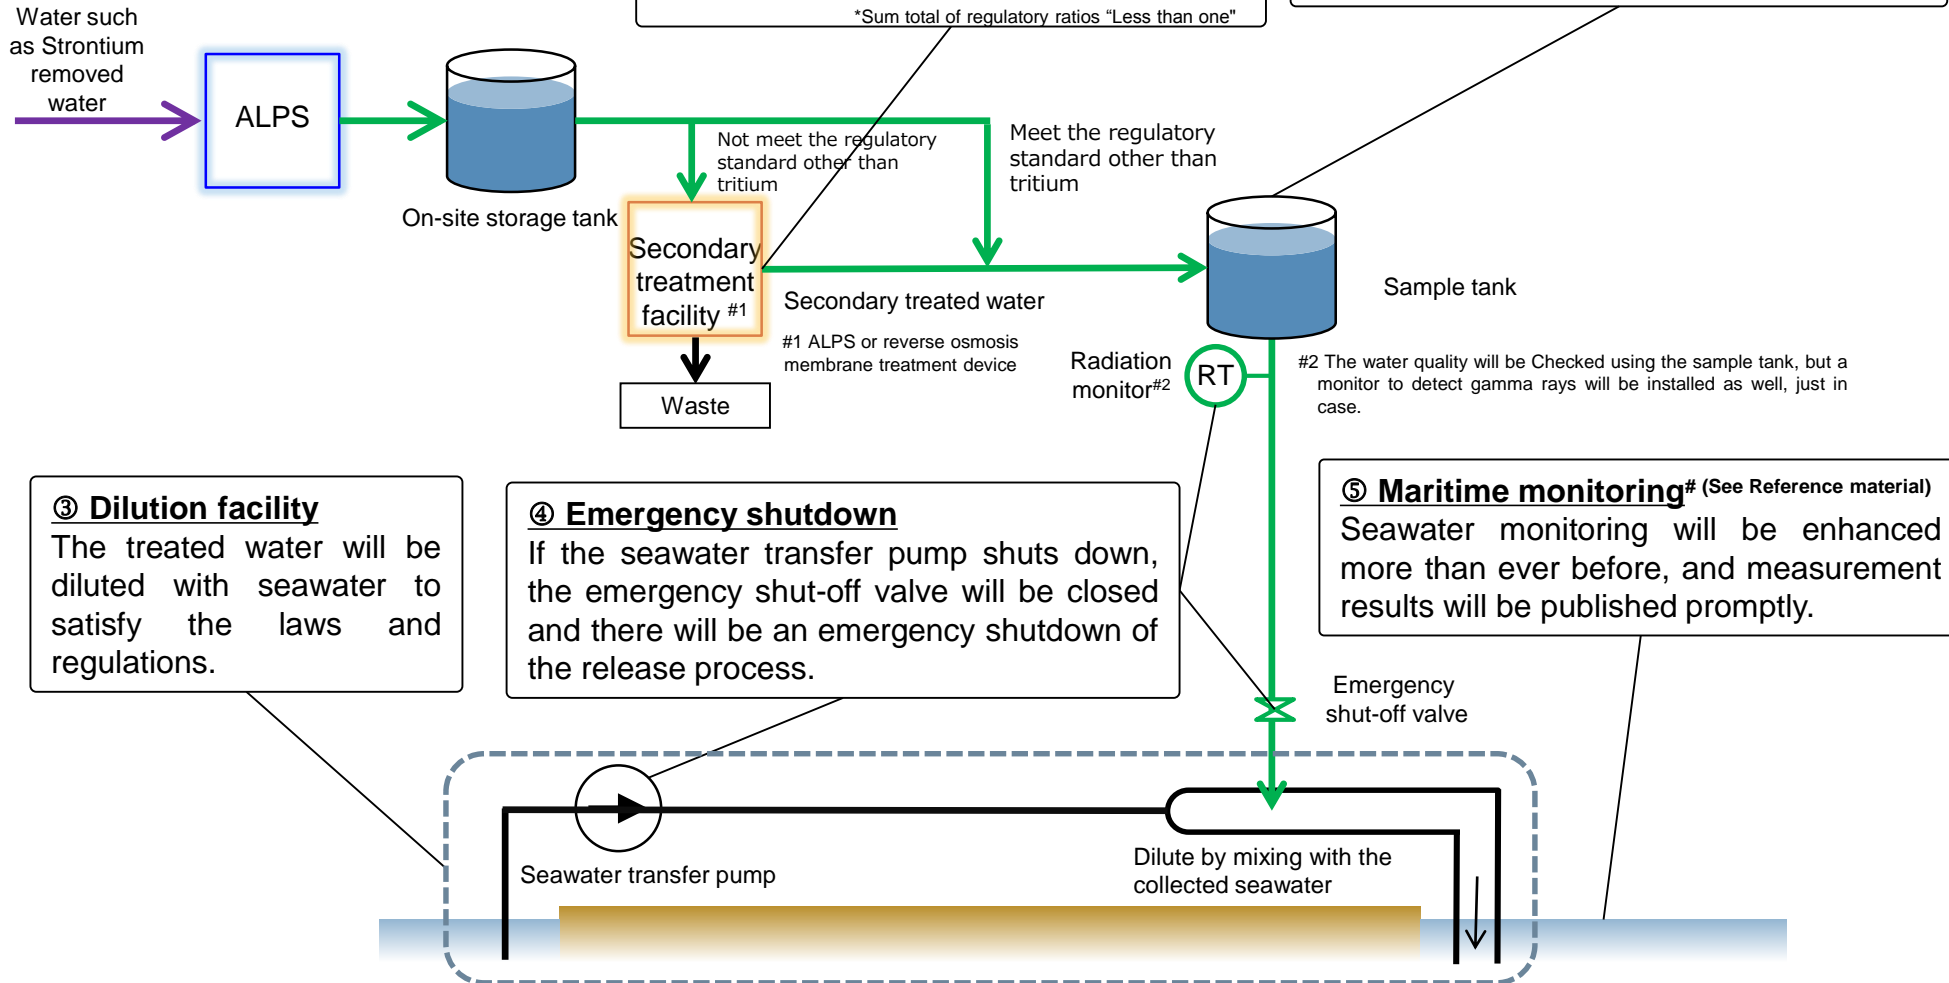 *Sum total of regulatory ratios “Less than one"
Water such
as Strontium
removed
water
ALPS
On-site storage tank
Not meet the regulatory
standard other than
tritium
Meet the regulatory
standard other than
tritium
Secondary
treatment
facility #1
Secondary treated water
#1 ALPS or reverse osmosis
membrane treatment device
Waste
Sample tank
Radiation
monitor#2
RT
#2 The water quality will be Checked using the sample tank, but a
monitor to detect gamma rays will be installed as well, just in
case.
③ Dilution facility
The treated water will be
diluted with seawater to
satisfy the laws and
regulations.
④ Emergency shutdown
If the seawater transfer pump shuts down,
the emergency shut-off valve will be closed
and there will be an emergency shutdown of
the release process.
⑤ Maritime monitoring# (See Reference material)
Seawater monitoring will be enhanced
more than ever before, and measurement
results will be published promptly.
Emergency
shut-off valve
Seawater transfer pump
Dilute by mixing with the
collected seawater